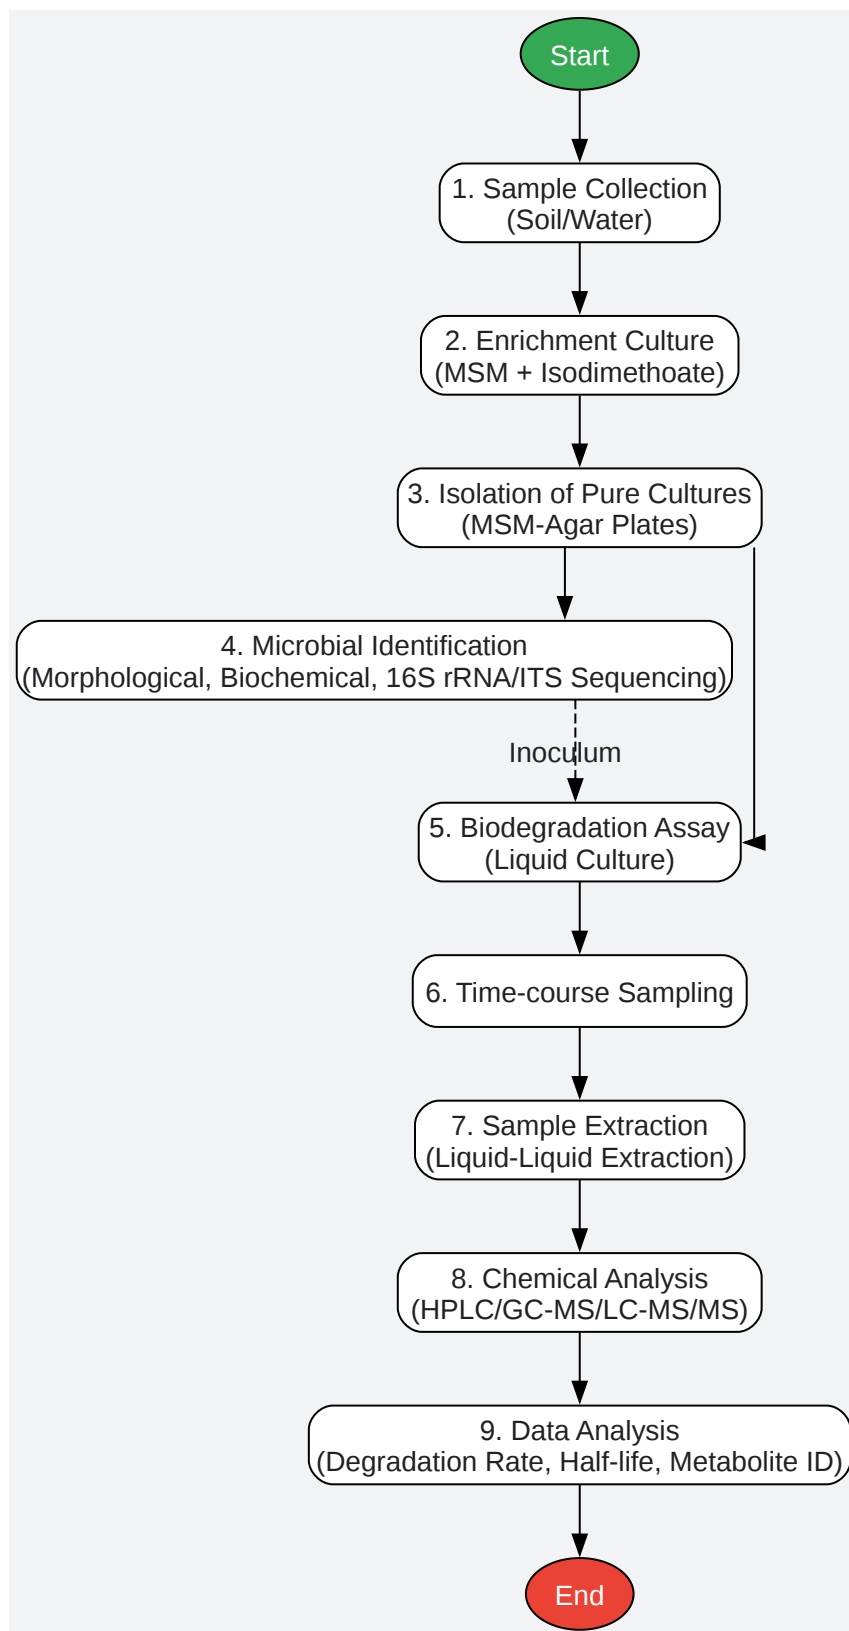 Start
1. Sample Collection
(Soil/Water)
2. Enrichment Culture
(MSM + Isodimethoate)
3. Isolation of Pure Cultures
(MSM-Agar Plates)
4. Microbial Identification
(Morphological, Biochemical, 16S rRNA/ITS Sequencing)
Inoculum
5. Biodegradation Assay
(Liquid Culture)
6. Time-course Sampling
7. Sample Extraction
(Liquid-Liquid Extraction)
8. Chemical Analysis
(HPLC/GC-MS/LC-MS/MS)
9. Data Analysis
(Degradation Rate, Half-life, Metabolite ID)
End